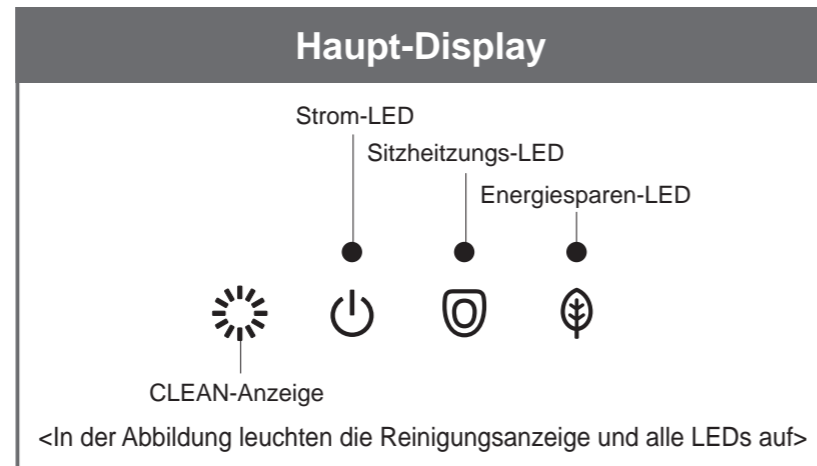 Haupt-Display
Strom-LED
Sitzheitzungs-LED
Energiesparen-LED
CLEAN-Anzeige
<In der Abbildung leuchten die Reinigungsanzeige und alle LEDs auf>